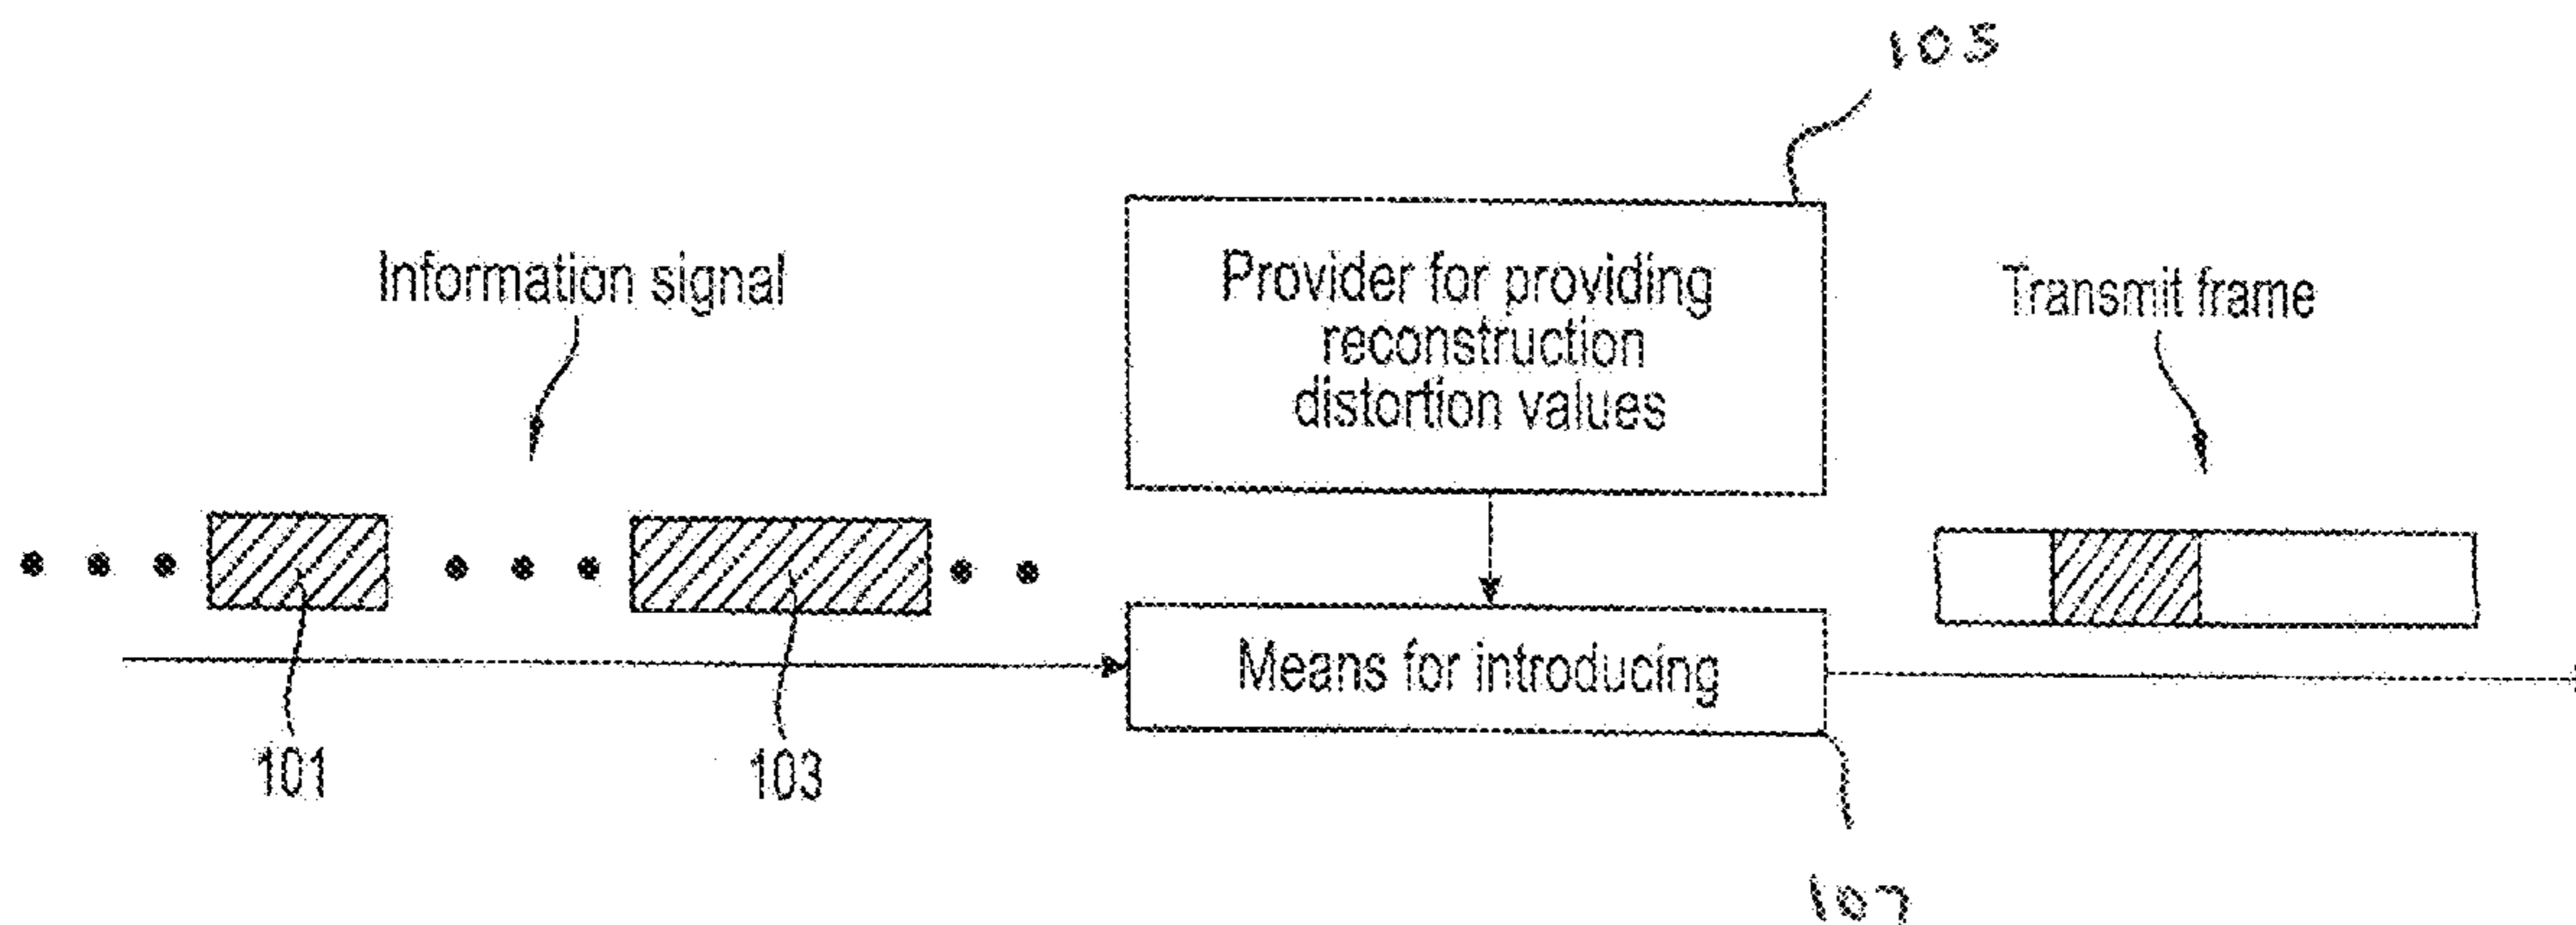 105
Information signal
Provider for providing
reconstruction
distortion values
Transmit frame
Means for introducing
101
103
107